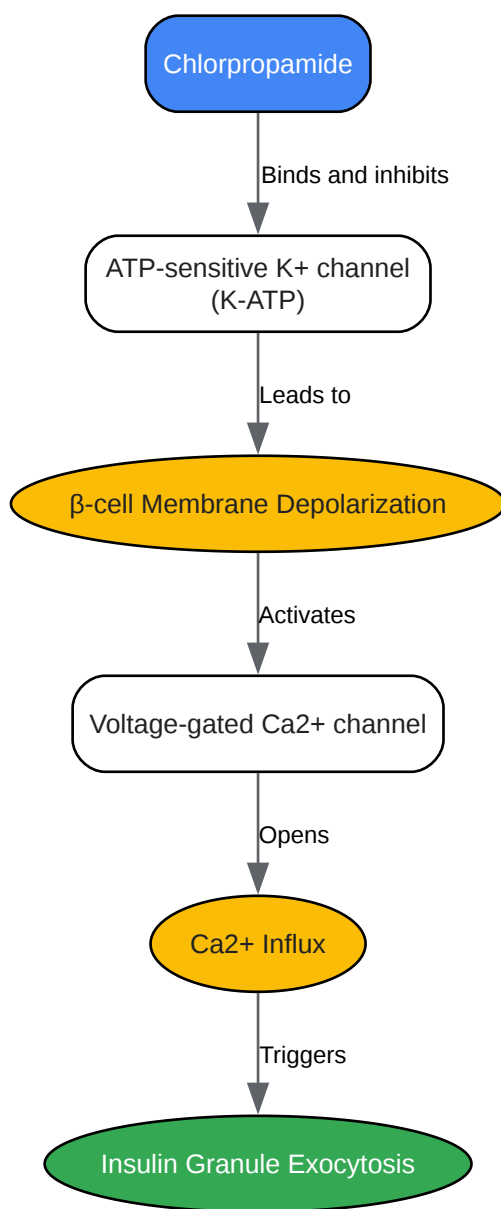 Chlorpropamide
Binds and inhibits
ATP-sensitive K+ channel
(K-ATP)
Leads to
β-cell Membrane Depolarization
Activates
Voltage-gated Ca2+ channel
Opens
Ca2+ Influx
Triggers
Insulin Granule Exocytosis